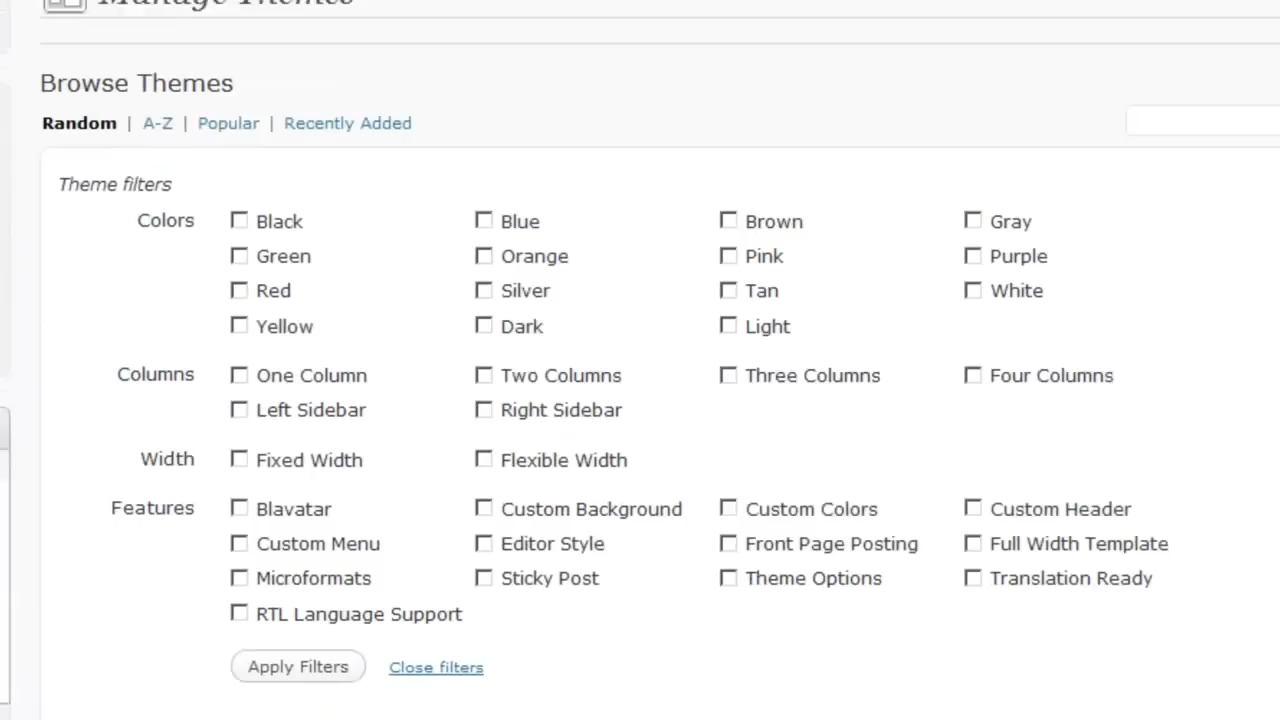 Manage Themes
Browse Themes
Random | A-Z | Popular | Recently Added
Theme filters
Colors Black Blue Brown Gray
Green Orange Pink Purple
Red Silver Tan White
Yellow Dark Light
Columns One Column Two Columns Three Columns Four Columns
Left Sidebar Right Sidebar
Width Fixed Width Flexible Width
Features Blavatar Custom Background Custom Colors Custom Header
Custom Menu Editor Style Front Page Posting Full Width Template
Microformats Sticky Post Theme Options Translation Ready
RTL Language Support
Apply Filters Close filters